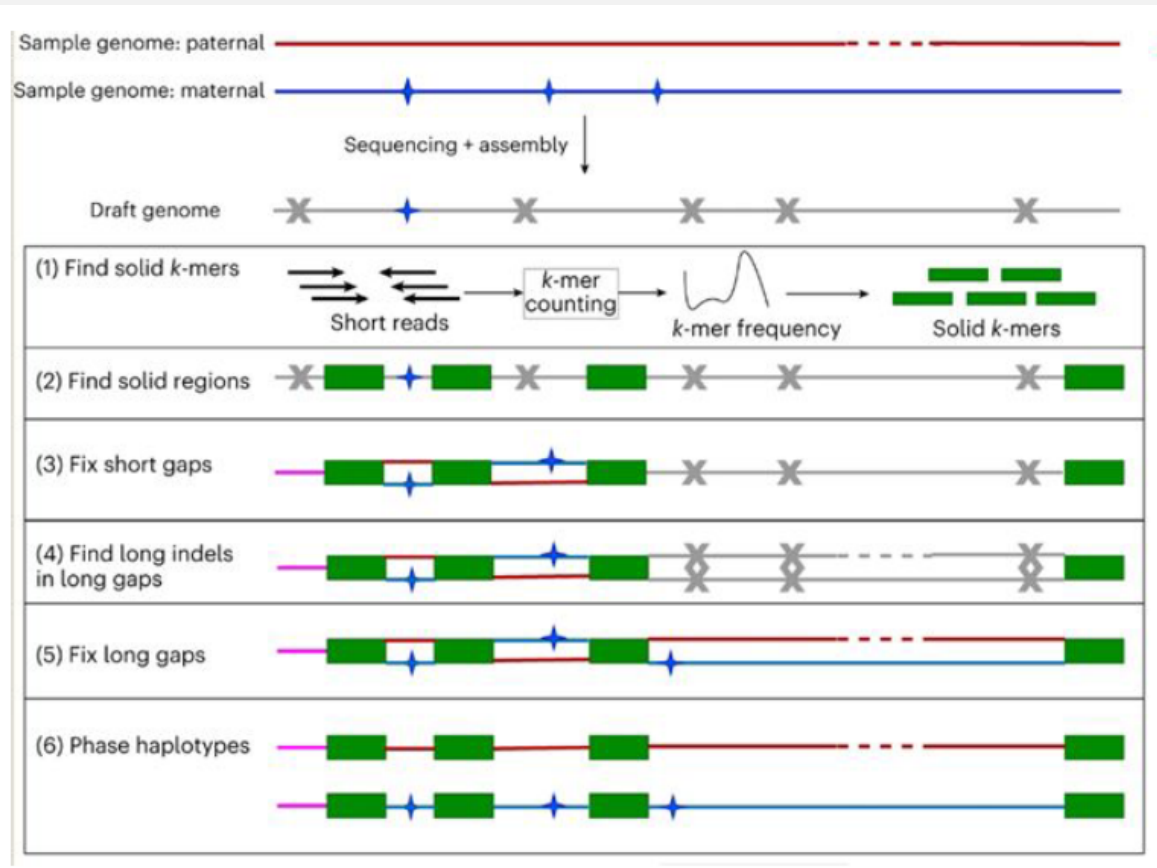 Sample genome: paternal
Sample genome: maternal
Sequencing + assembly
Draft genome
(1) Find solid k-mers
Short reads
k-mer
counting
k-mer frequency
Solid k-mers
(2) Find solid regions
(3) Fix short gaps
(4) Find long indels
in long gaps
(5) Fix long gaps
(6) Phase haplotypes